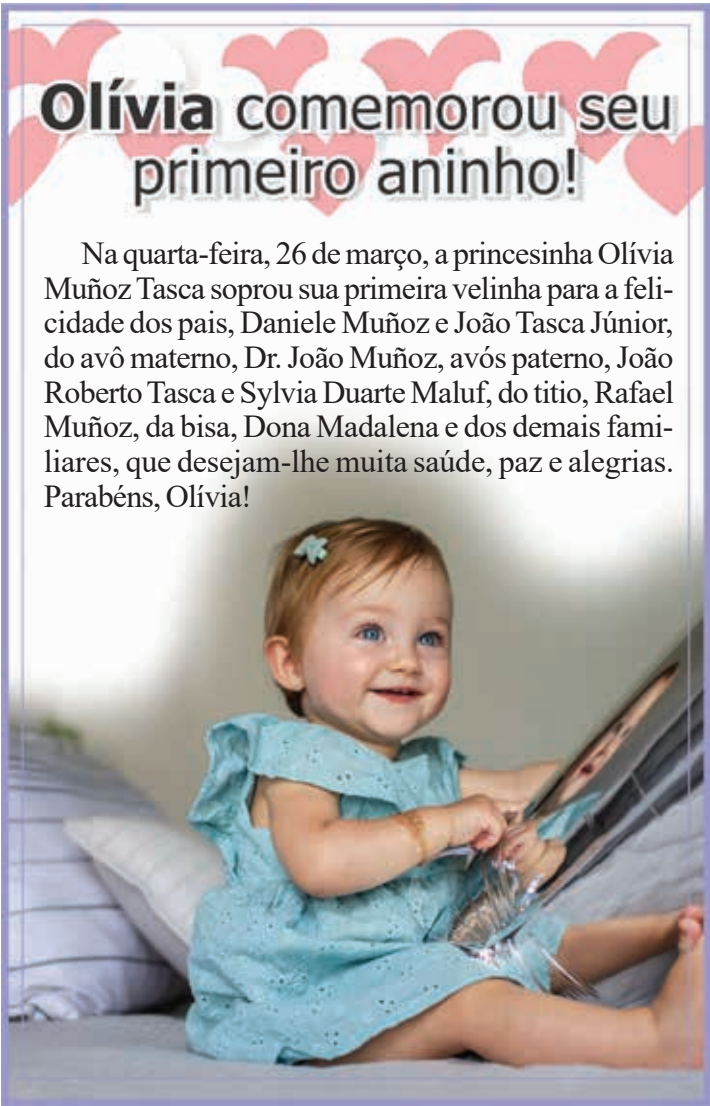 Olívia comemorou seu
primeiro aninho!
Na quarta-feira, 26 de março, a princesinha Olívia
Muñoz Tasca soprou sua primeira velinha para a feli-
cidade dos pais, Daniele Muñoz e João Tasca Júnior,
do avô materno, Dr. João Muñoz, avós paterno, João
Roberto Tasca e Sylvia Duarte Maluf, do titio, Rafael
Muñoz, da bisa, Dona Madalena e dos demais fami-
liares, que desejam-lhe muita saúde, paz e alegrias.
Parabéns, Olívia!